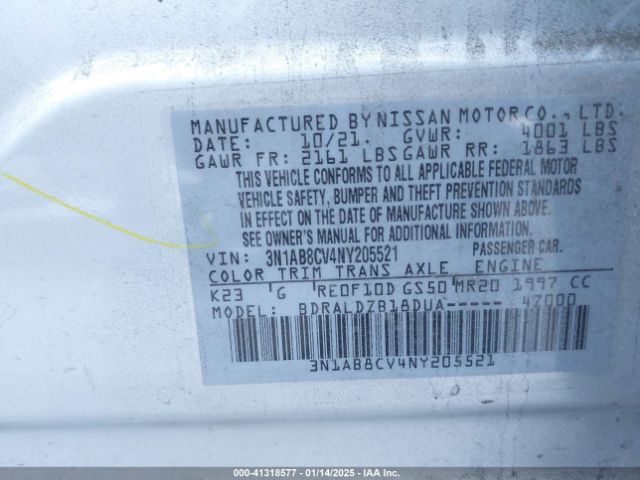 MANUFACTURED BY NISSAN MOTOR CO., LTD.
DATE: 10/21. GVWR: 4001 LBS
GAWR FR: 2161 LBS GAWR RR: 1863 LBS
THIS VEHICLE CONFORMS TO ALL APPLICABLE FEDERAL MOTOR
VEHICLE SAFETY, BUMPER AND THEFT PREVENTION STANDARDS
IN EFFECT ON THE DATE OF MANUFACTURE SHOWN ABOVE.
SEE OWNER'S MANUAL FOR ADDITIONAL INFORMATION.
VIN: 3N1AB8CV4NY205521 PASSENGER CAR.
COLOR TRIM TRANS AXLE ENGINE
K23 G RE0F10D GS50 MR20 1997 CC
MODEL: BDRALDZB18DUA----- 4Z000
3N1AB8CV4NY205521
000-41318577 - 01/14/2025 - IAA Inc.